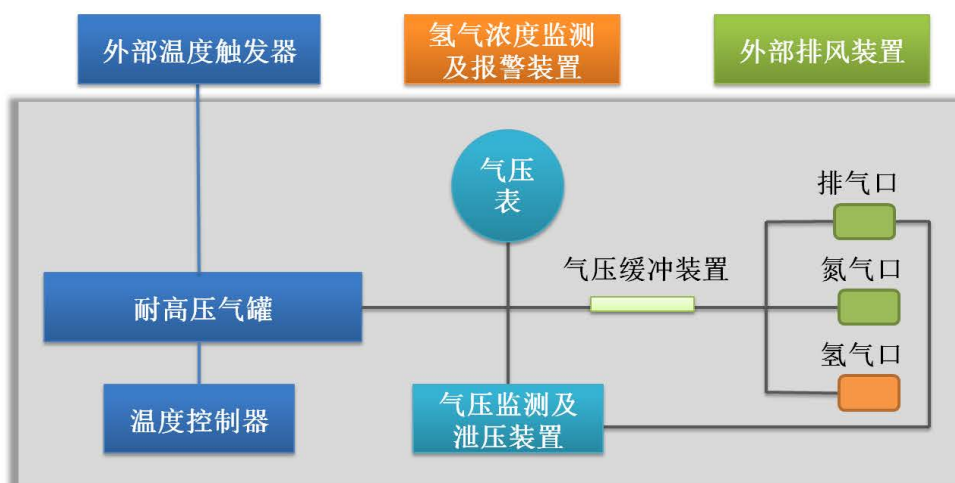 外部温度触发器
氢气浓度监测
及报警装置
外部排风装置
气压
表
排气口
气压缓冲装置
氮气口
耐高压气罐
氢气口
温度控制器
气压监测及
泄压装置